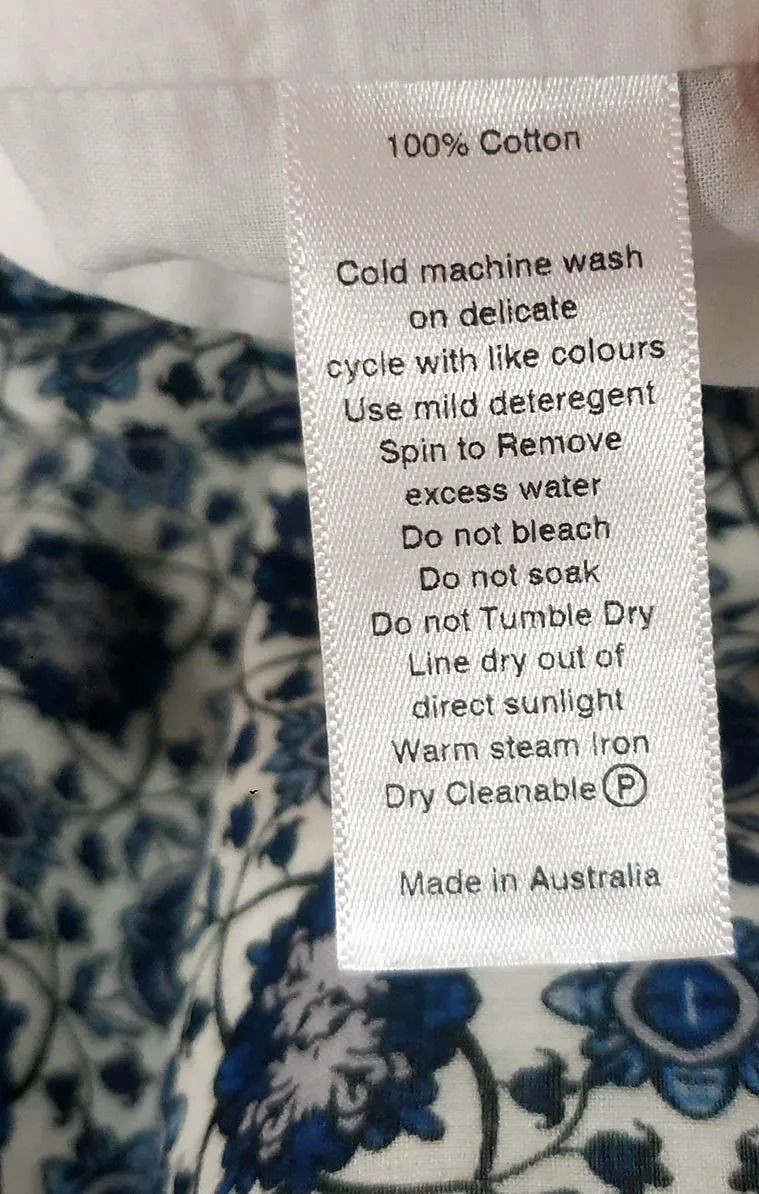 100% Cotton
Cold machine wash
on delicate
cycle with like colours
Use mild deteregent
Spin to Remove
excess water
Do not bleach
Do not soak
Do not Tumble Dry
Line dry out of
direct sunlight
Warm steam Iron
Dry Cleanable Ⓟ
Made in Australia